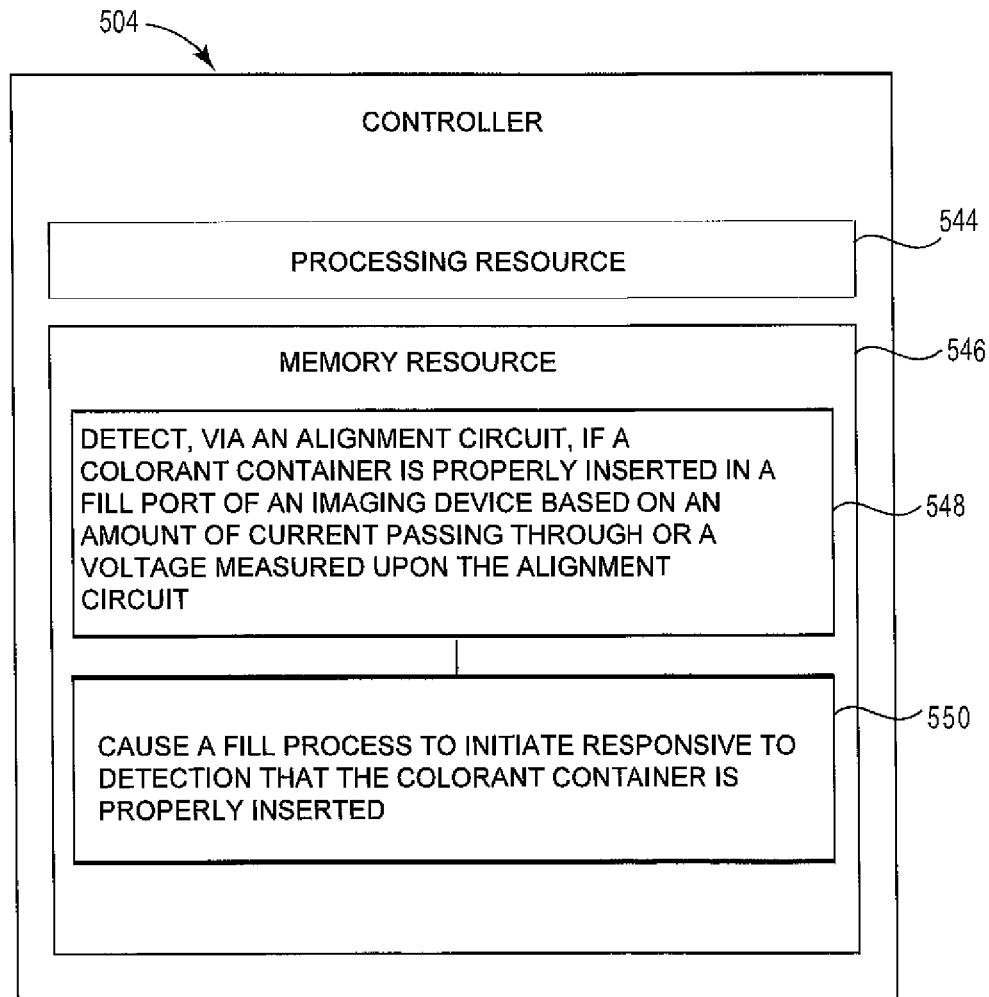 504
CONTROLLER
544
PROCESSING RESOURCE
MEMORY RESOURCE
546
DETECT, VIA AN ALIGNMENT CIRCUIT, IF A
COLORANT CONTAINER IS PROPERLY INSERTED IN A
FILL PORT OF AN IMAGING DEVICE BASED ON AN
AMOUNT OF CURRENT PASSING THROUGH OR A
VOLTAGE MEASURED UPON THE ALIGNMENT
CIRCUIT
548
550
CAUSE A FILL PROCESS TO INITIATE RESPONSIVE TO
DETECTION THAT THE COLORANT CONTAINER IS
PROPERLY INSERTED